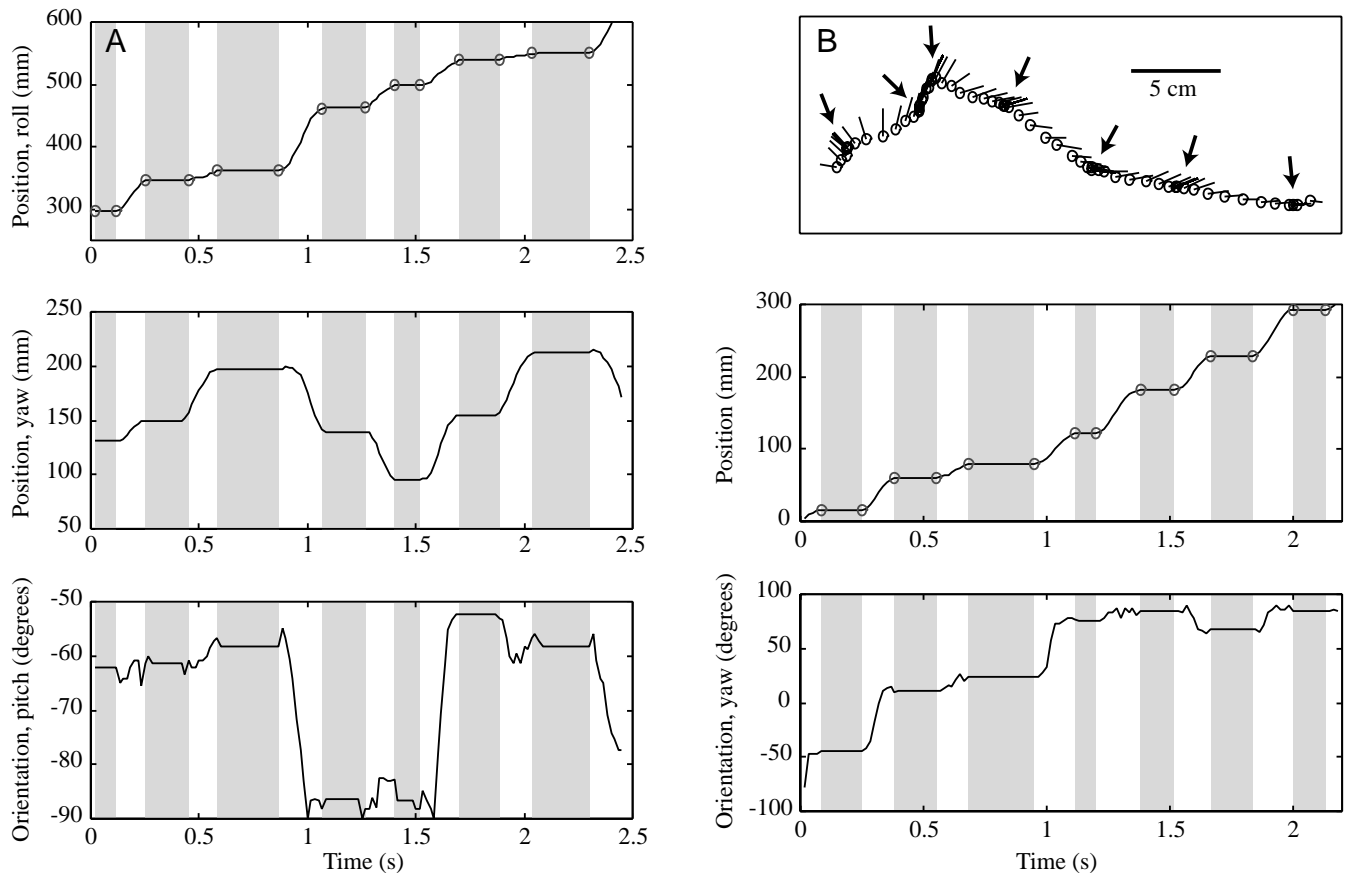 A
Position, roll (mm)
600
500
400
300
0 0.5 1 1.5 2 2.5
Position, yaw (mm)
250
200
150
100
50
0 0.5 1 1.5 2 2.5
Orientation, pitch (degrees)
-50
-60
-70
-80
-90
0 0.5 1 1.5 2 2.5
Time (s)
B
5 cm
Position (mm)
300
200
100
0
0 0.5 1 1.5 2
Orientation, yaw (degrees)
100
50
0
-50
-100
0 0.5 1 1.5 2
Time (s)